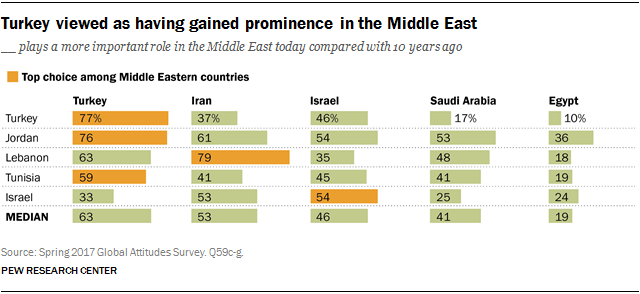 Turkey viewed as having gained prominence in the Middle East
__ plays a more important role in the Middle East today compared with 10 years ago
Top choice among Middle Eastern countries
Turkey Iran Israel Saudi Arabia Egypt
Turkey 77% 37% 46% 17% 10%
Jordan 76 61 54 53 36
Lebanon 63 79 35 48 18
Tunisia 59 41 45 41 19
Israel 33 53 54 25 24
MEDIAN 63 53 46 41 19
Source: Spring 2017 Global Attitudes Survey. Q59c-g.
PEW RESEARCH CENTER